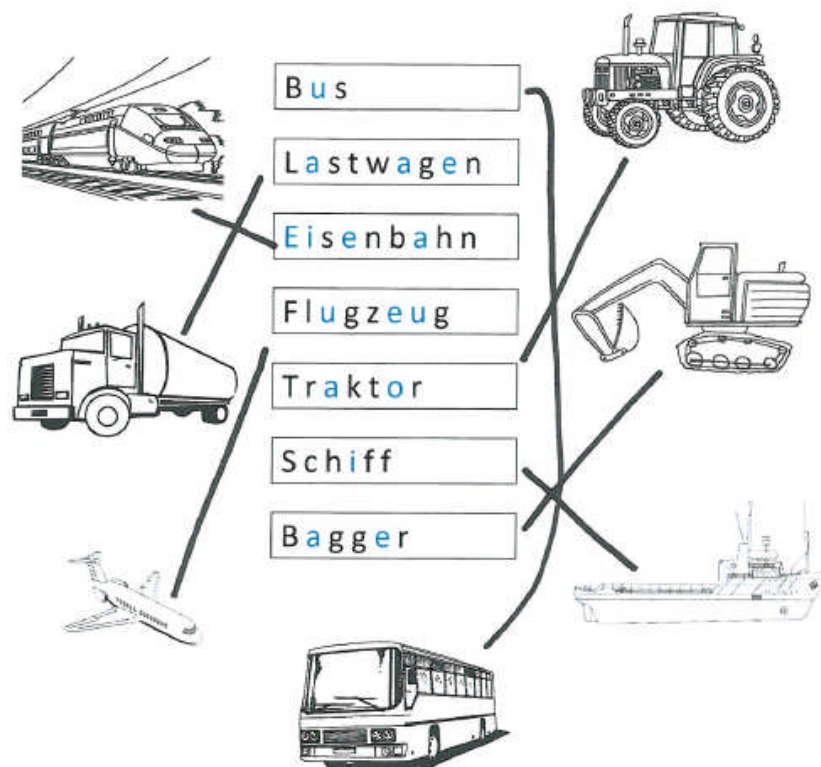 Bus
Lastwagen
Eisenbahn
Flugzeug
Traktor
Schiff
Bagger